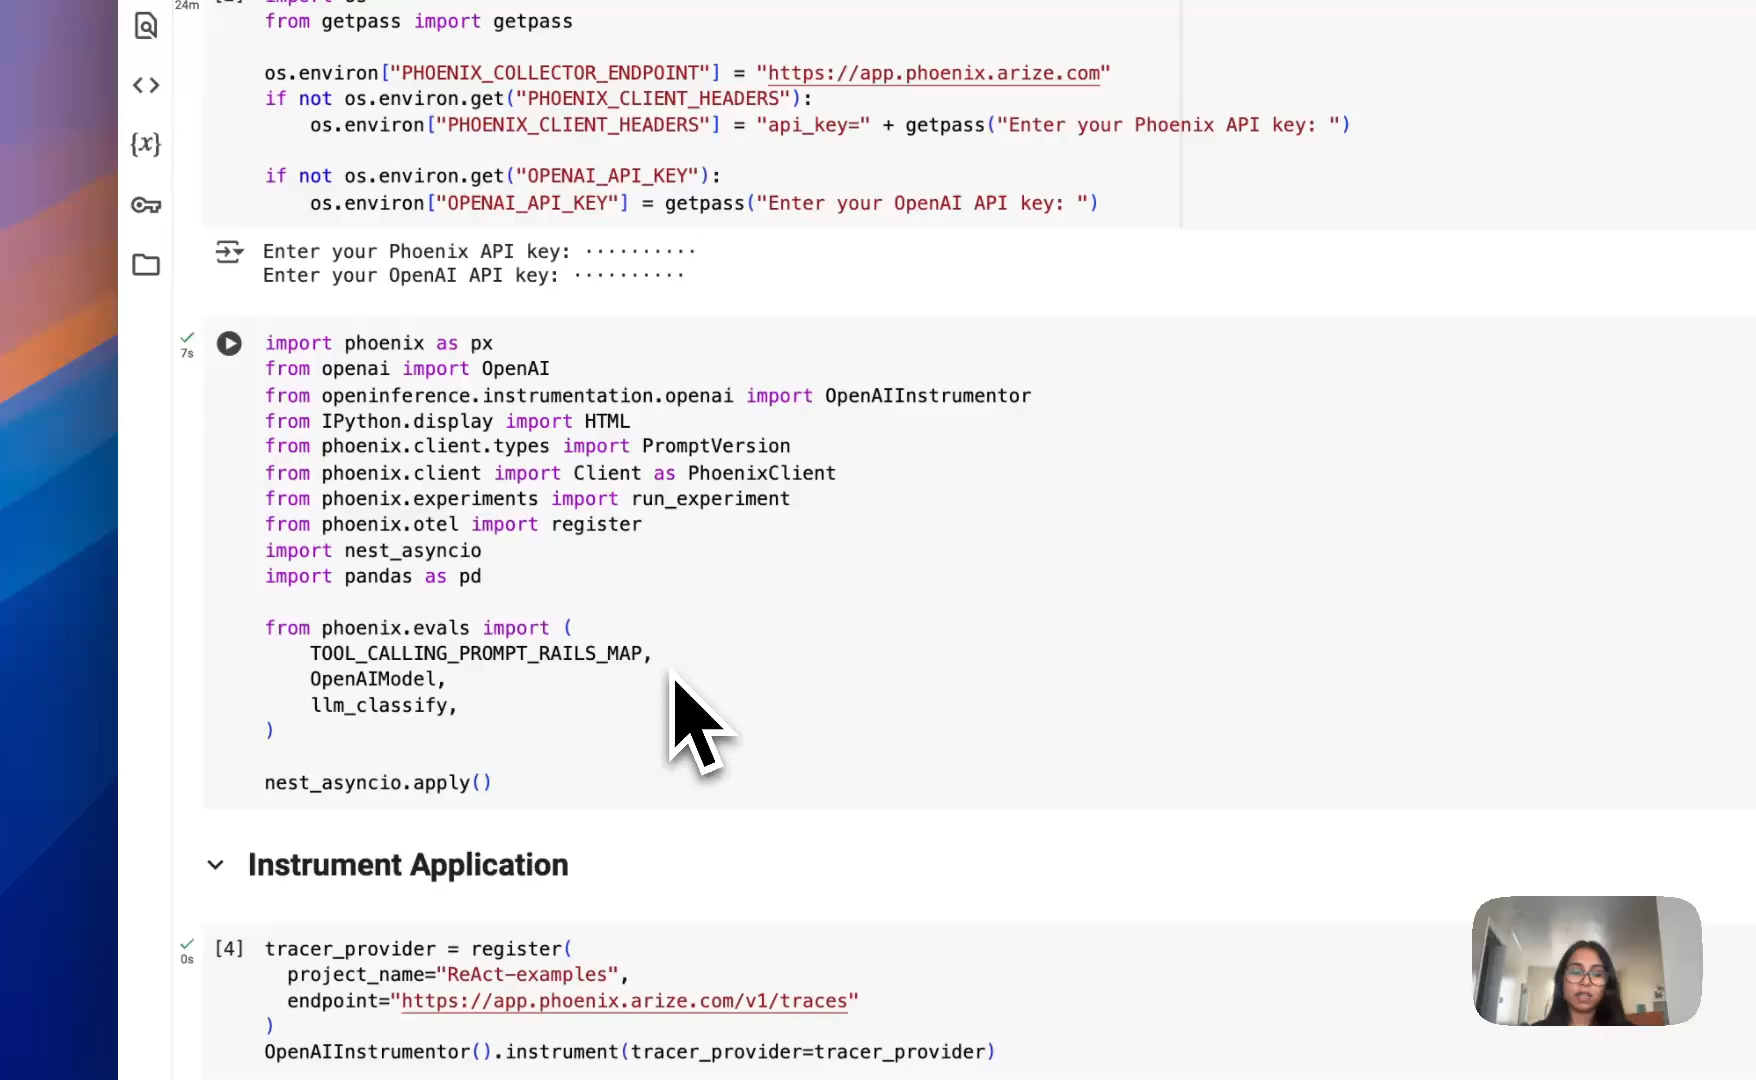 24m
from getpass import getpass
os.environ["PHOENIX_COLLECTOR_ENDPOINT"] = "https://app.phoenix.arize.com"
if not os.environ.get("PHOENIX_CLIENT_HEADERS"):
    os.environ["PHOENIX_CLIENT_HEADERS"] = "api_key=" + getpass("Enter your Phoenix API key: ")
if not os.environ.get("OPENAI_API_KEY"):
    os.environ["OPENAI_API_KEY"] = getpass("Enter your OpenAI API key: ")
Enter your Phoenix API key: ··········
Enter your OpenAI API key: ··········
7s
import phoenix as px
from openai import OpenAI
from openinference.instrumentation.openai import OpenAIInstrumentor
from IPython.display import HTML
from phoenix.client.types import PromptVersion
from phoenix.client import Client as PhoenixClient
from phoenix.experiments import run_experiment
from phoenix.otel import register
import nest_asyncio
import pandas as pd
from phoenix.evals import (
    TOOL_CALLING_PROMPT_RAILS_MAP,
    OpenAIModel,
    llm_classify,
)
nest_asyncio.apply()
Instrument Application
0s
[4] tracer_provider = register(
  project_name="ReAct-examples",
  endpoint="https://app.phoenix.arize.com/v1/traces"
)
OpenAIInstrumentor().instrument(tracer_provider=tracer_provider)